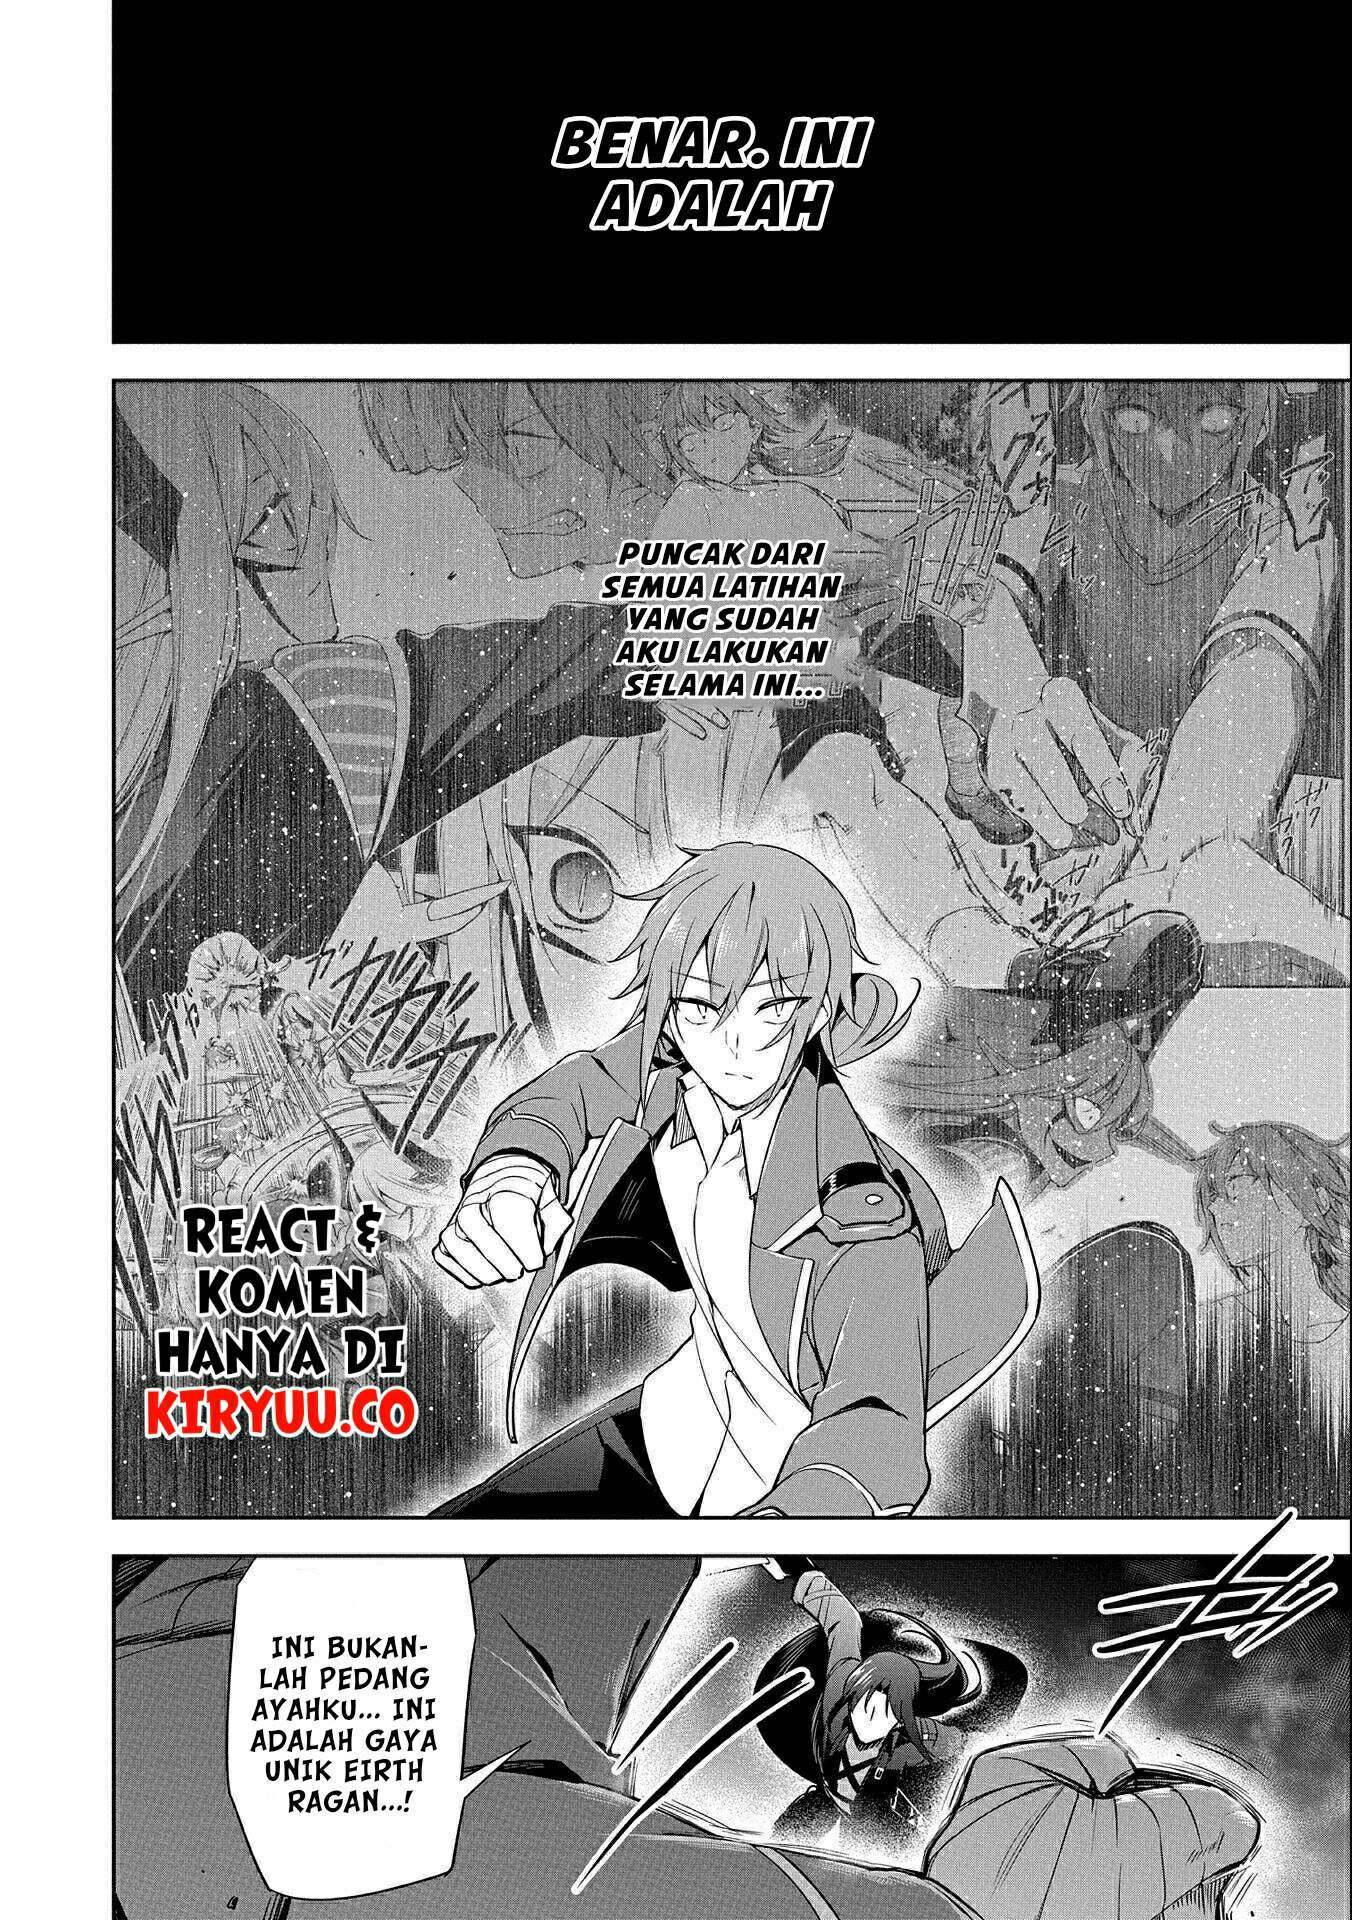 BENAR. INI
ADALAH
PUNCAK DARI
SEMUA LATIHAN
YANG SUDAH
AKU LAKUKAN
SELAMA INI...
REACT &
KOMEN
HANYA DI
KIRYUU.CO
INI BUKAN-
LAH PEDANG
AYAHKU... INI
ADALAH GAYA
UNIK EIRTH
RAGAN...!